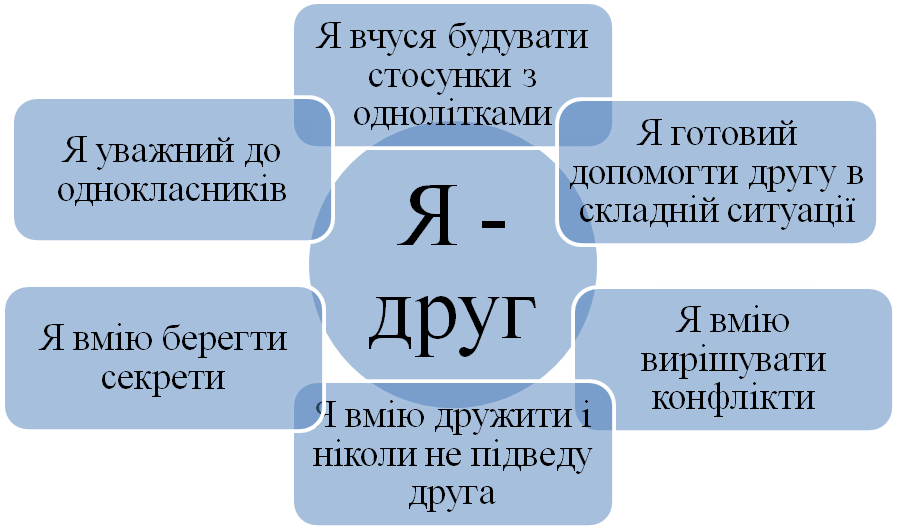 Я вчуся будувати
стосунки з
однолітками
Я уважний до
однокласників
Я готовий
допомогти другу в
складній ситуації
Я -
друг
Я вмію берегти
секрети
Я вмію
вирішувати
конфлікти
Я вмію дружити і
ніколи не підведу
друга